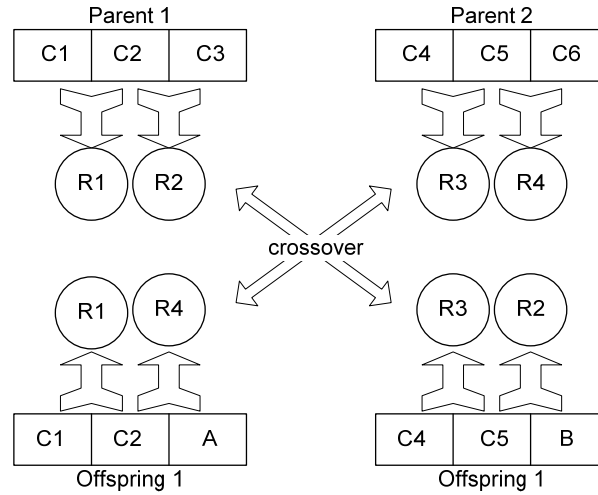 Parent 1 Parent 2
C1 C2 C3 C4 C5 C6
R1 R2 R3 R4
crossover
R1 R4 R3 R2
C1 C2 A C4 C5 B
Offspring 1 Offspring 1